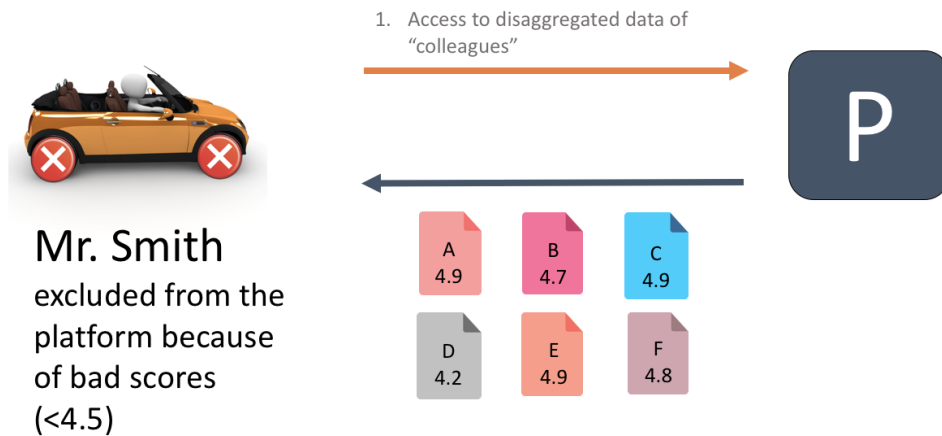 1. Access to disaggregated data of
“colleagues”
P
Mr. Smith
excluded from the
platform because
of bad scores
(<4.5)
A
4.9
B
4.7
C
4.9
D
4.2
E
4.9
F
4.8